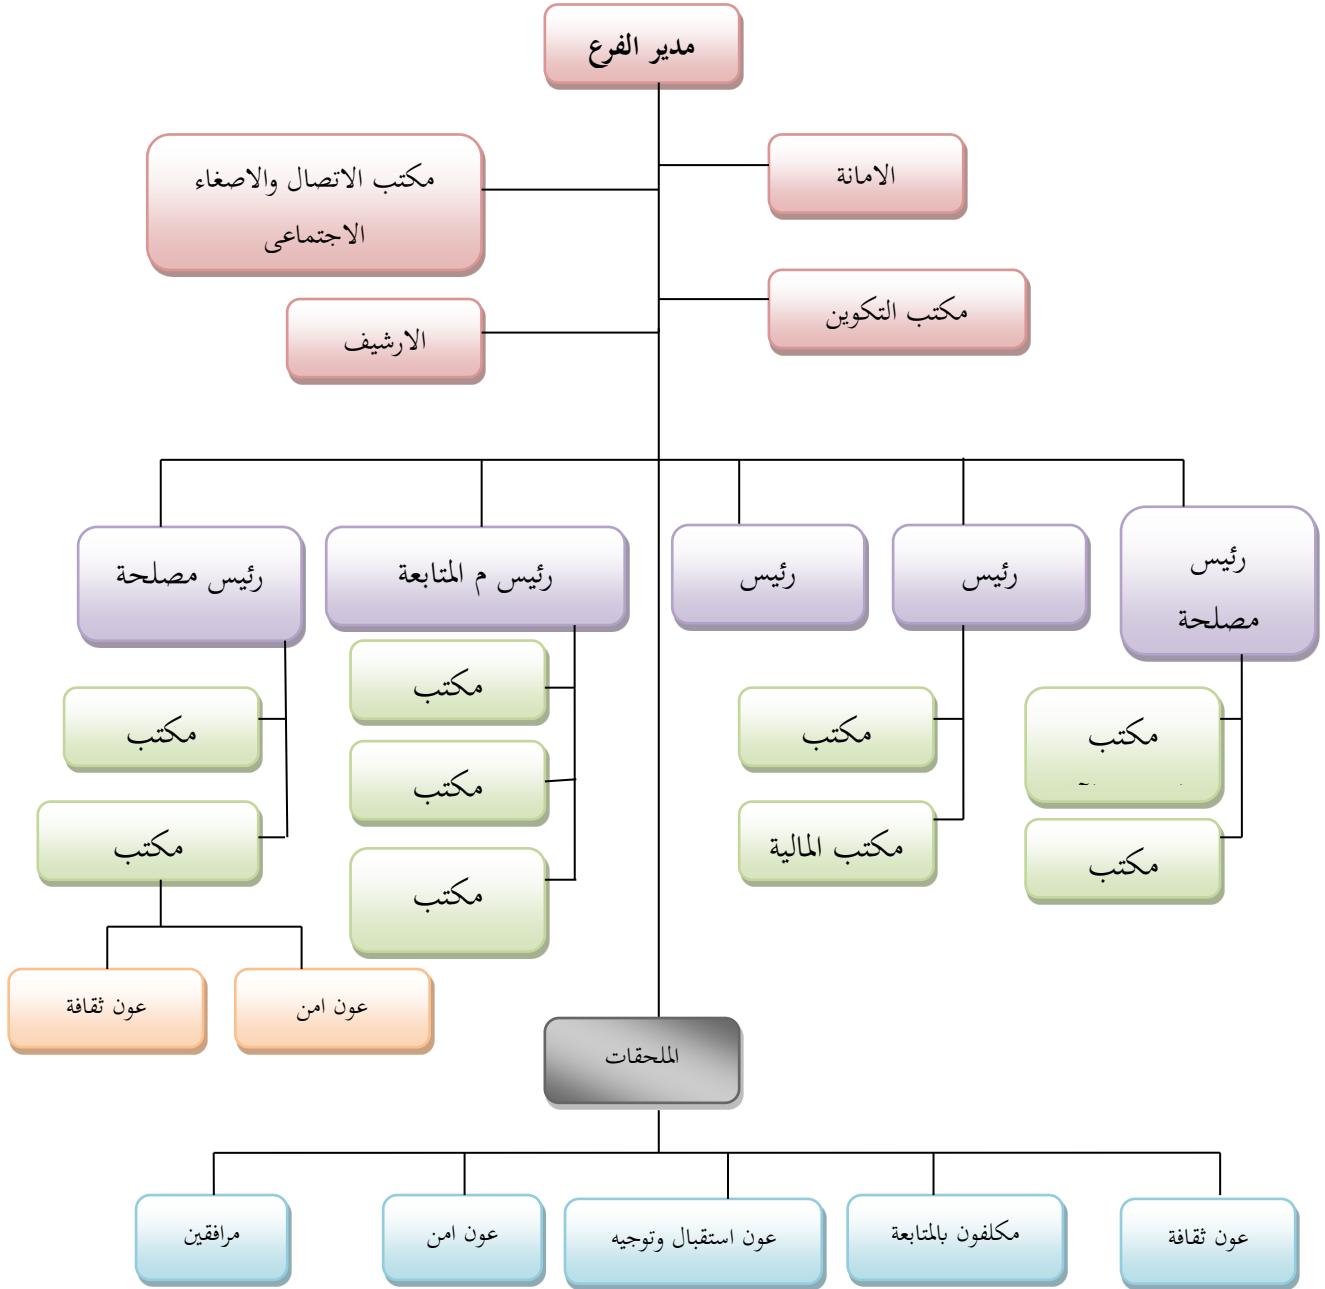 مدير الفرع
الامانة
مكتب الاتصال والاصغاء
الاجتماعى
مكتب التكوين
الارشيف
رئيس
مصلحة
رئيس
رئيس
رئيس م المتابعة
رئيس مصلحة
مكتب
مكتب
مكتب
مكتب المالية
مكتب
مكتب
مكتب
مكتب
مكتب
عون امن
عون ثقافة
الملحقات
عون ثقافة
مكلفون بالمتابعة
عون استقبال وتوجيه
عون امن
مرافقين